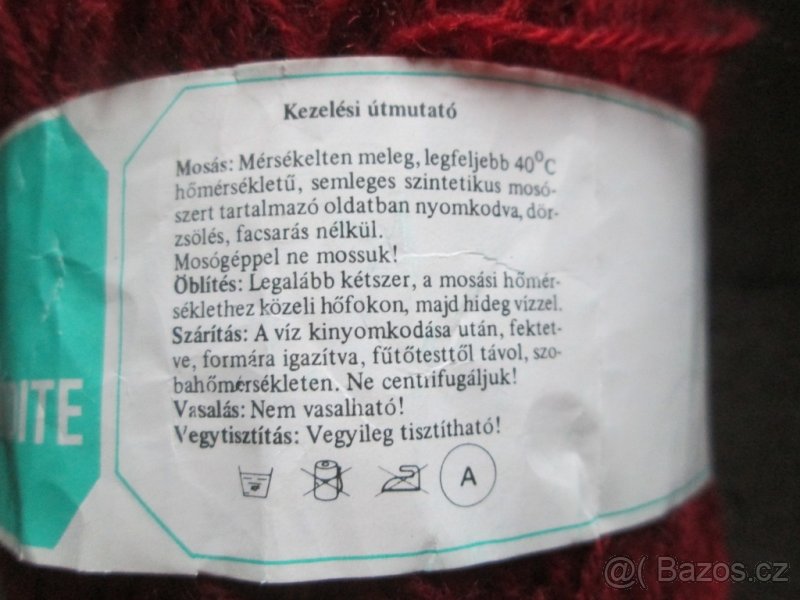 Kezelési útmutató
Mosás: Mérsékelten meleg, legfeljebb 40°C
hőmérsékletű, semleges szintetikus mosó-
szert tartalmazó oldatban nyomkodva, dör-
zsölés, facsarás nélkül.
Mosógéppel ne mossuk!
Öblítés: Legalább kétszer, a mosási hőmér-
séklethez közeli hőfokon, majd hideg vízzel.
Szárítás: A víz kinyomkodása után, fektet-
ve, formára igazítva, fűtőtesttől távol, szo-
bahőmérsékleten. Ne centrifugáljuk!
Vasalás: Nem vasalható!
Vegytisztítás: Vegyileg tisztítható!
A
@( Bazos.cz